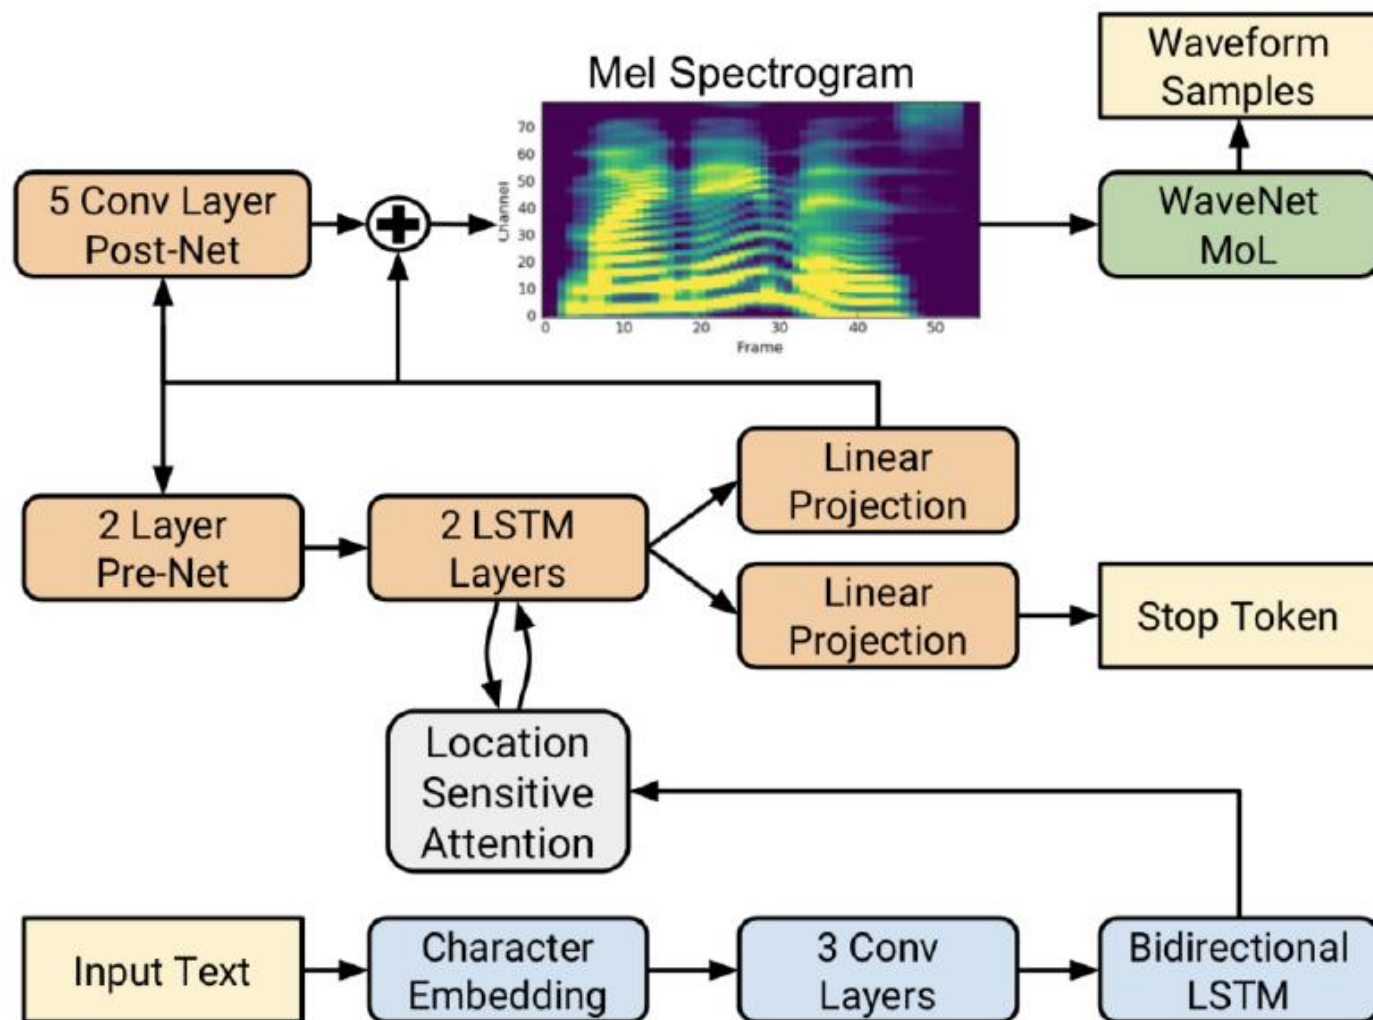 Mel Spectrogram
Waveform
Samples
5 Conv Layer
Post-Net
Channel
70
60
50
40
30
20
10
0
0 10 20 30 40 50
Frame
WaveNet
MoL
Linear
Projection
2 Layer
Pre-Net
2 LSTM
Layers
Linear
Projection
Stop Token
Location
Sensitive
Attention
Input Text
Character
Embedding
3 Conv
Layers
Bidirectional
LSTM